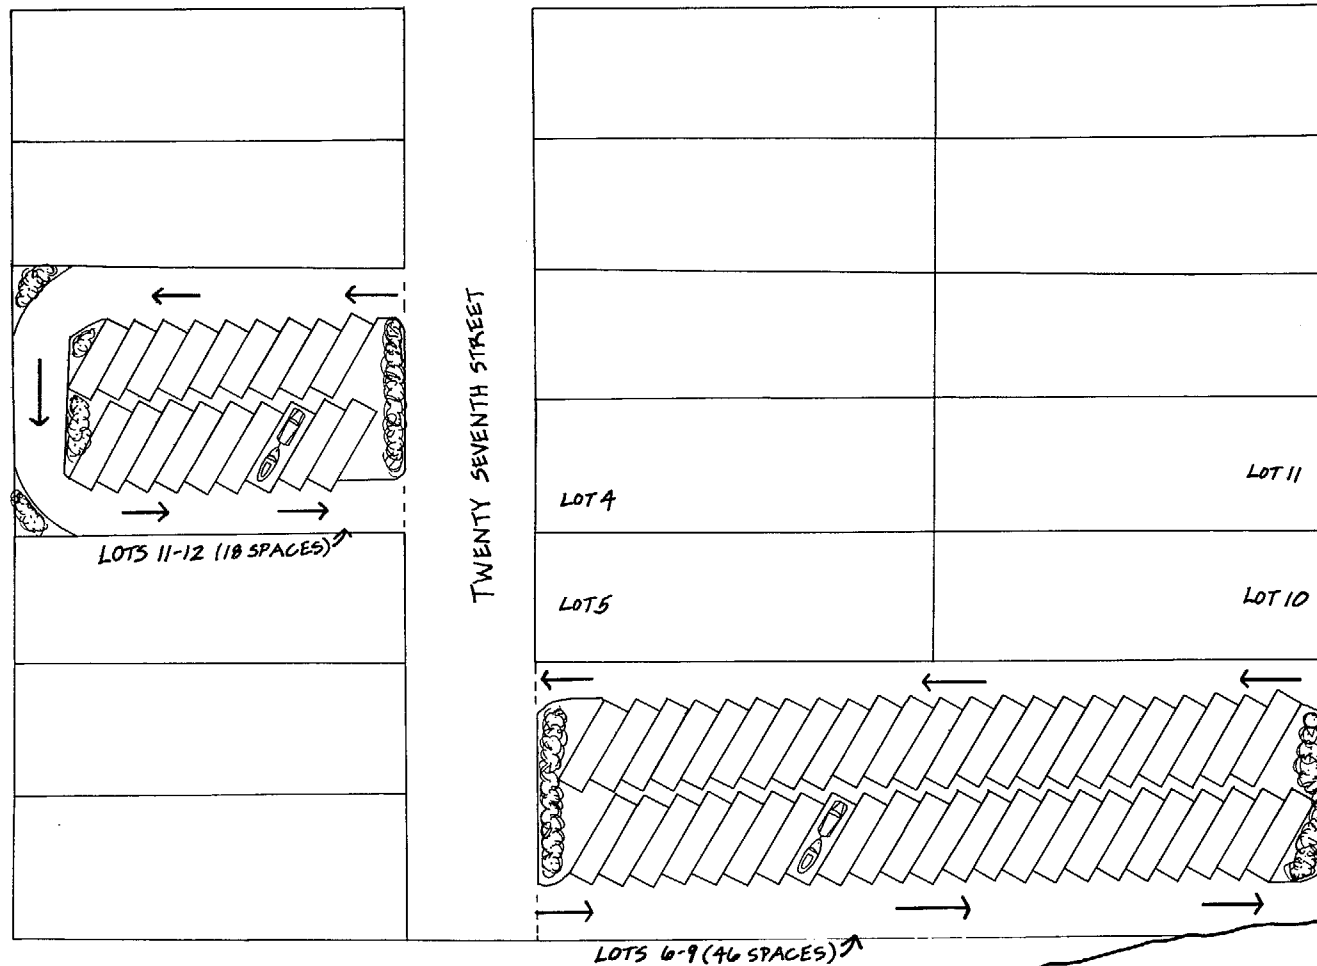 TWENTY SEVENTH STREET
LOT 4
LOT 11
LOTS 11-12 (18 SPACES)
LOT 5
LOT 10
LOTS 6-9 (46 SPACES)